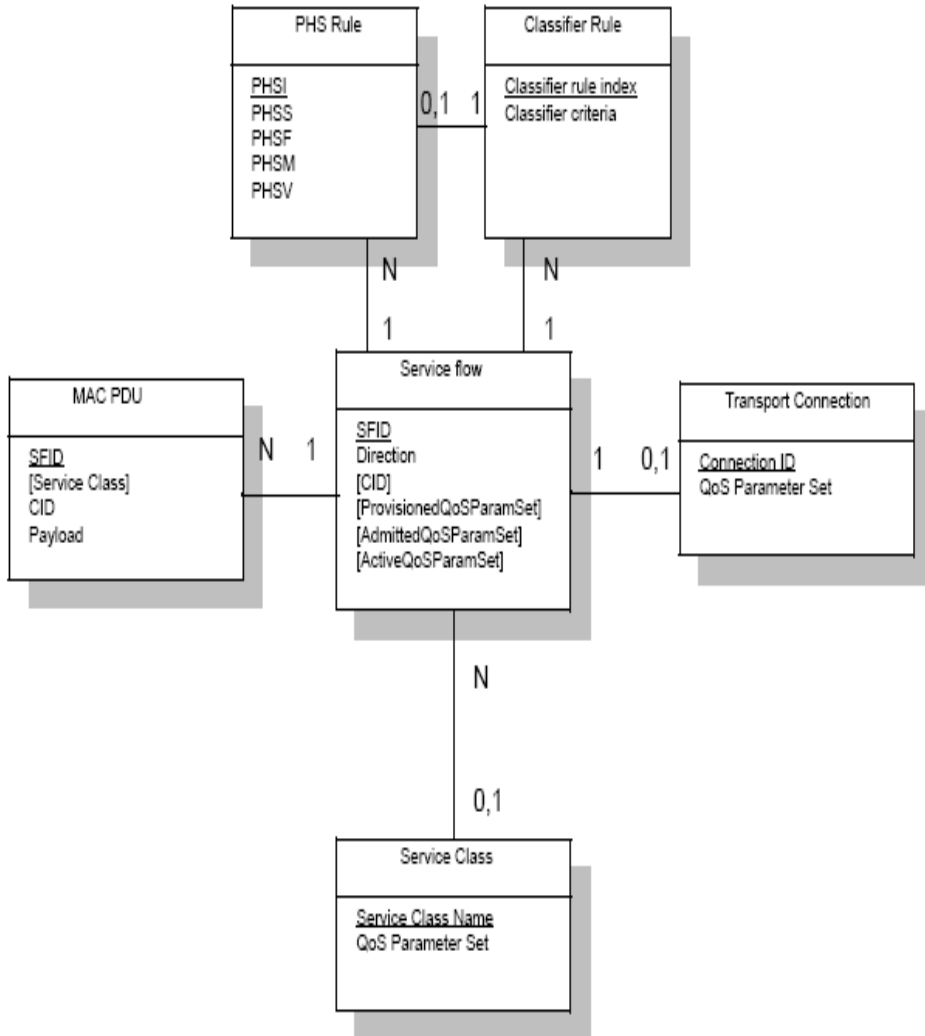 PHS Rule
PHSI
PHSS
PHSF
PHSM
PHSV
0,1 1
Classifier Rule
Classifier rule index
Classifier criteria
N
N
1
1
MAC PDU
SFID
[Service Class]
CID
Payload
N 1
Service flow
SFID
Direction
[CID]
[ProvisionedQoSParamSet]
[AdmittedQoSParamSet]
[ActiveQoSParamSet]
1 0,1
Transport Connection
Connection ID
QoS Parameter Set
N
0,1
Service Class
Service Class Name
QoS Parameter Set